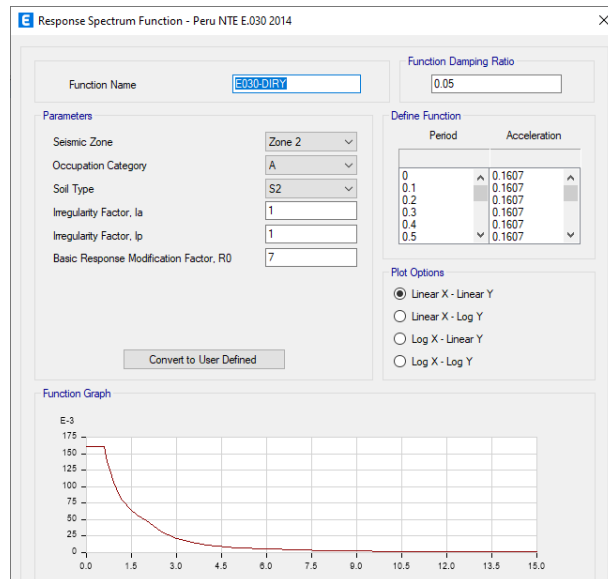 E Response Spectrum Function - Peru NTE E.030 2014
Function Name E030-DIRY
Function Damping Ratio
0.05
Parameters
Seismic Zone Zone 2
Occupation Category A
Soil Type S2
Irregularity Factor, Ia 1
Irregularity Factor, Ip 1
Basic Response Modification Factor, R0 7
Convert to User Defined
Define Function
Period Acceleration
0 0.1607
0.1 0.1607
0.2 0.1607
0.3 0.1607
0.4 0.1607
0.5 0.1607
Plot Options
Linear X - Linear Y
Linear X - Log Y
Log X - Linear Y
Log X - Log Y
Function Graph
E-3
175
150
125
100
75
50
25
0
0.0 1.5 3.0 4.5 6.0 7.5 9.0 10.5 12.0 13.5 15.0